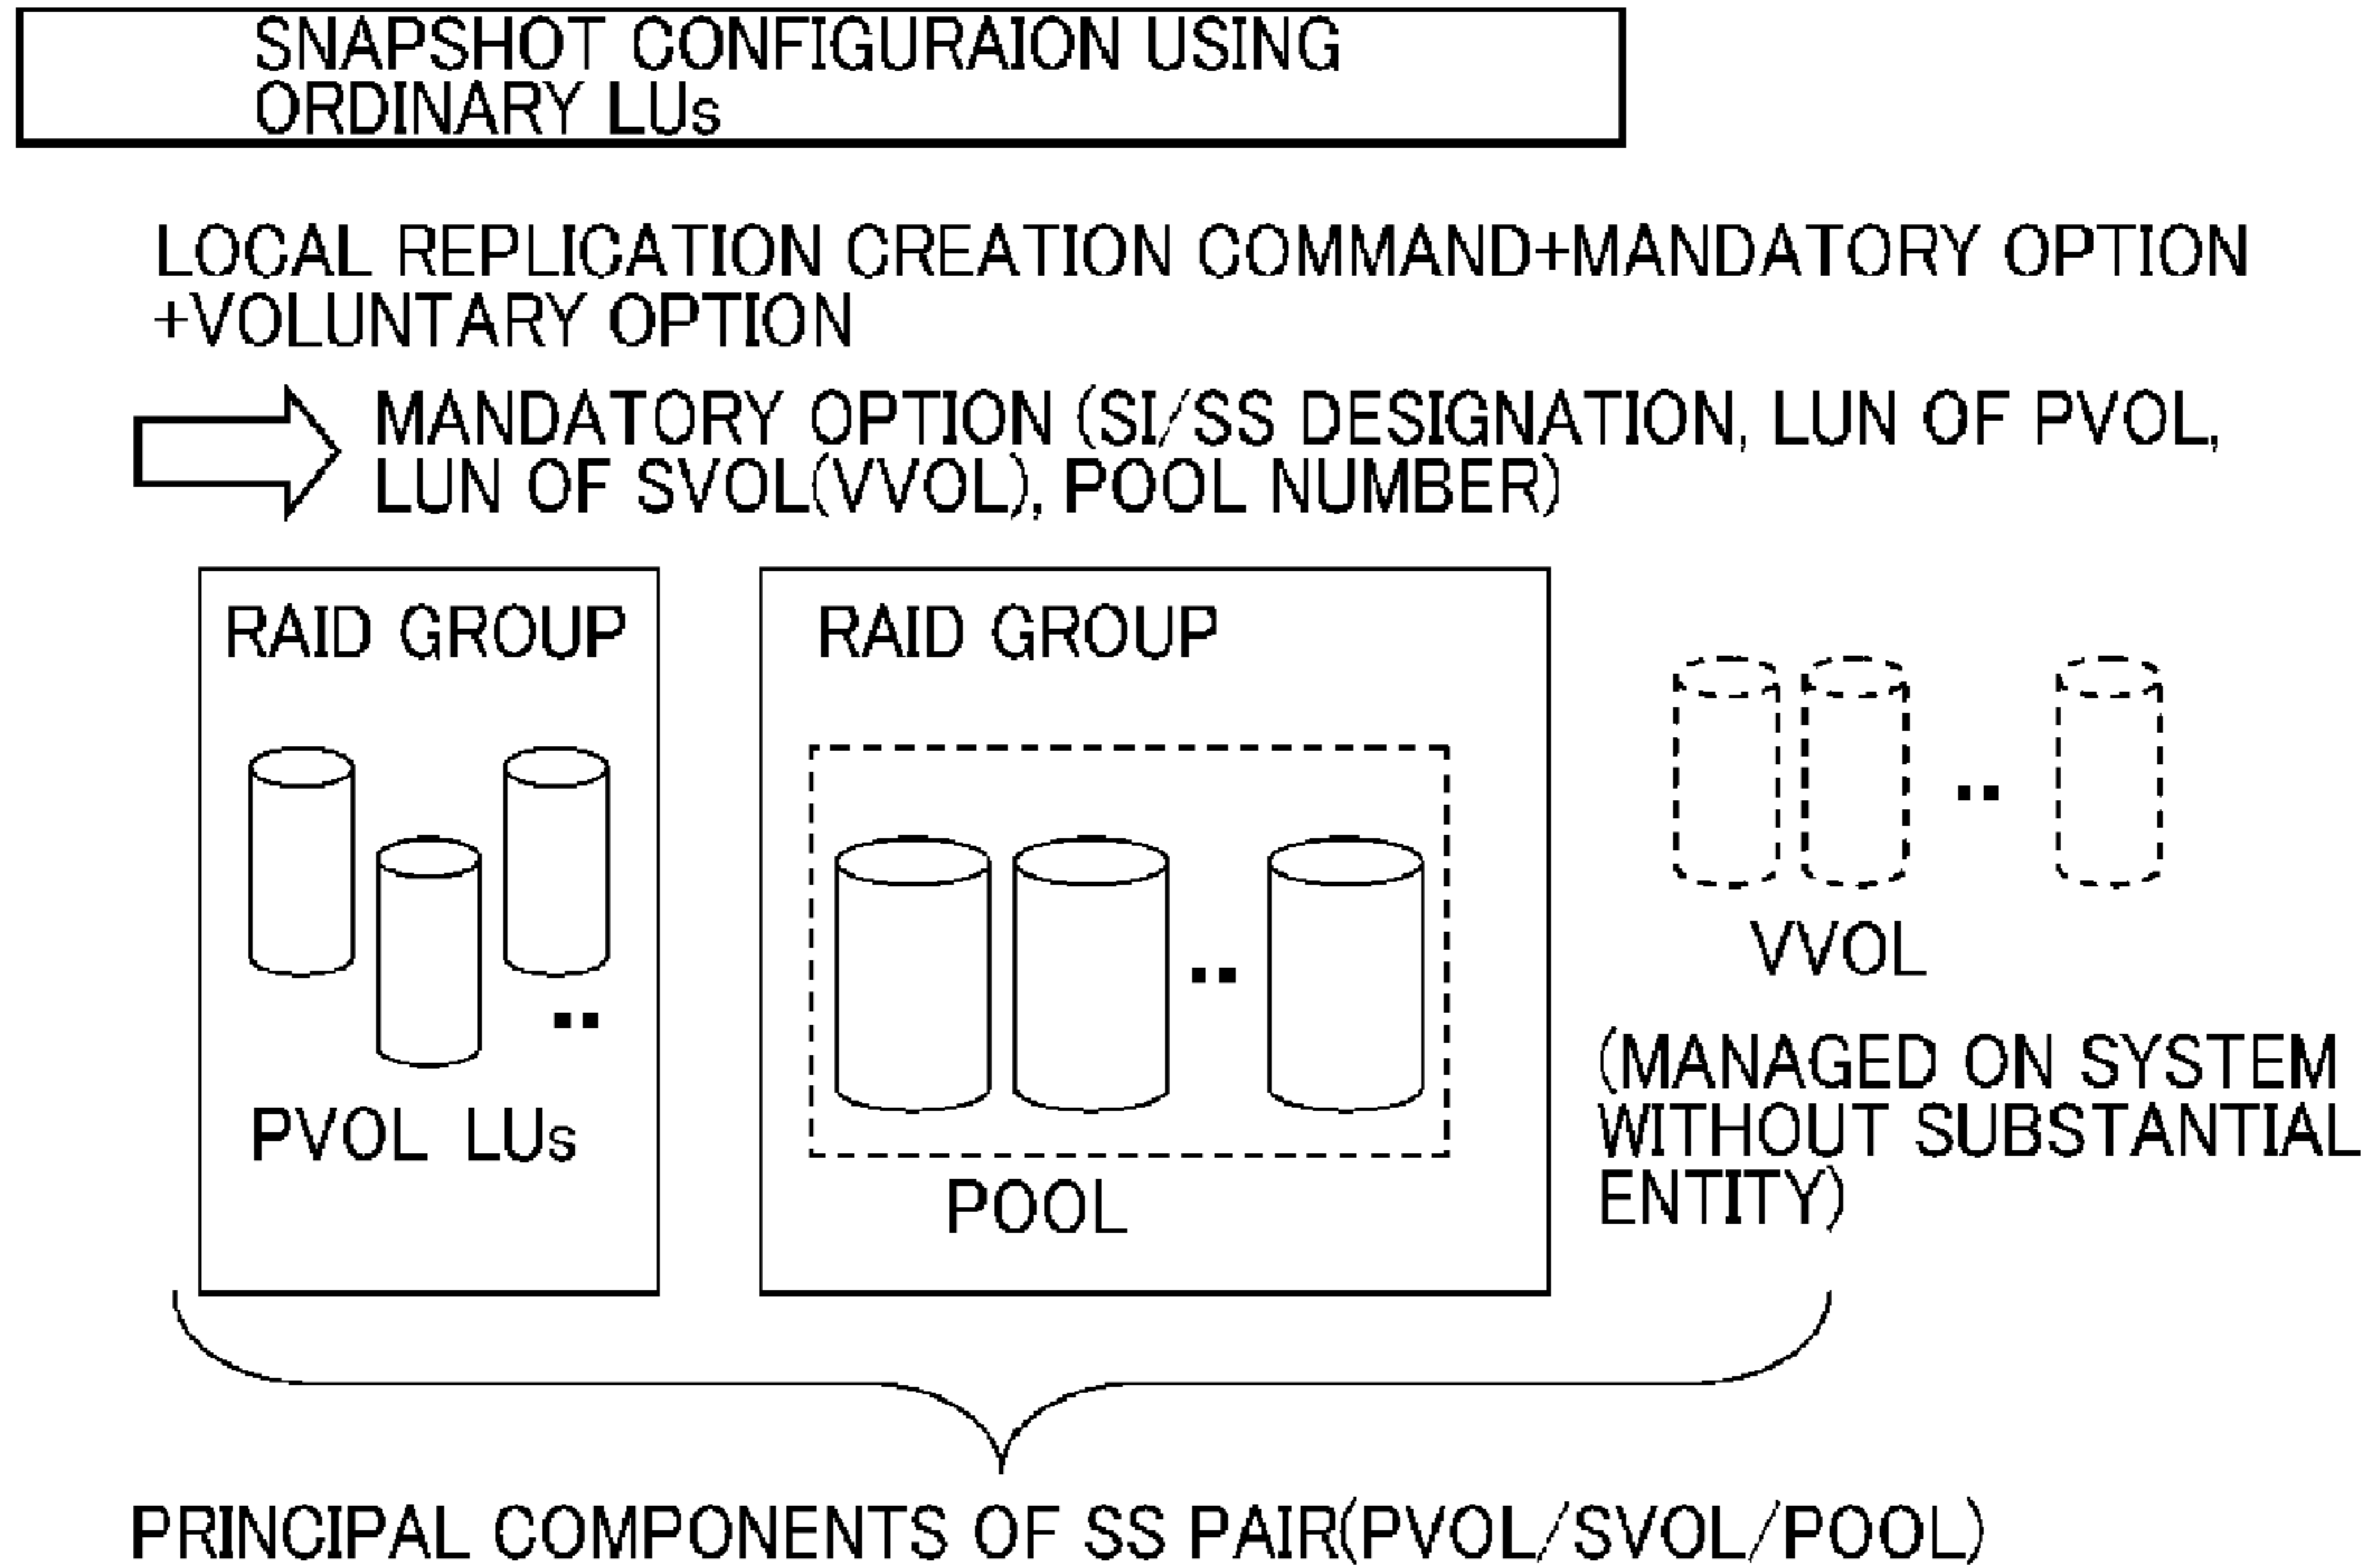 SNAPSHOT CONFIGURAION USING
ORDINARY LUs
LOCAL REPLICATION CREATION COMMAND+MANDATORY OPTION
+VOLUNTARY OPTION
MANDATORY OPTION (SI/SS DESIGNATION, LUN OF PVOL,
LUN OF SVOL(VVOL), POOL NUMBER)
RAID GROUP
PVOL LUs
RAID GROUP
POOL
VVOL
(MANAGED ON SYSTEM
WITHOUT SUBSTANTIAL
ENTITY)
PRINCIPAL COMPONENTS OF SS PAIR(PVOL/SVOL/POOL)